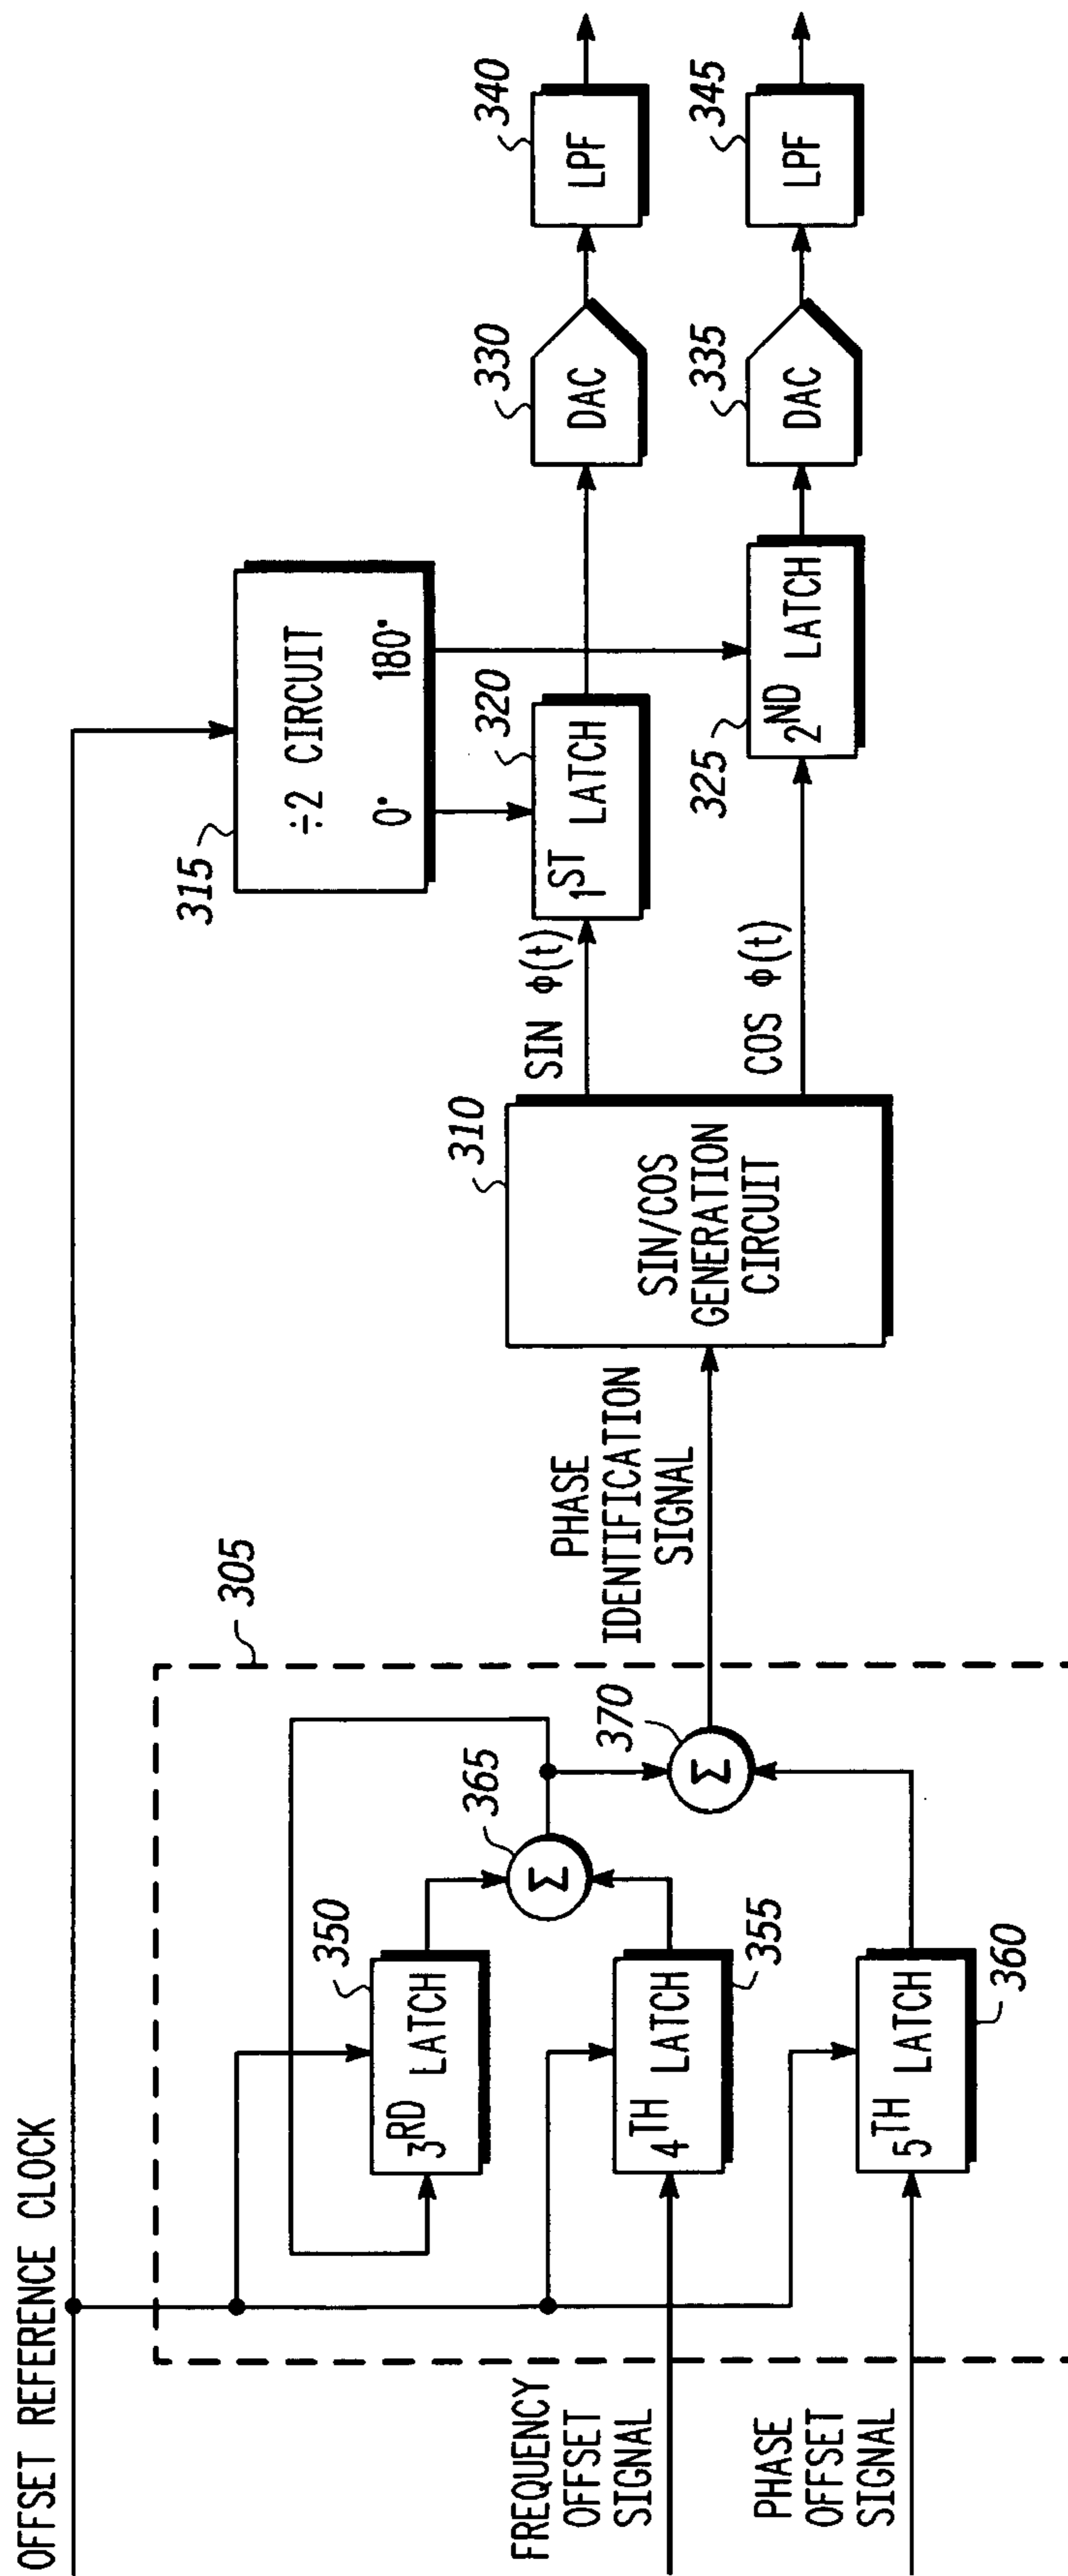 OFFSET REFERENCE CLOCK
FREQUENCY
OFFSET
SIGNAL
PHASE
OFFSET
SIGNAL
305
350
3RD LATCH
355
4TH LATCH
360
5TH LATCH
365
Σ
370
Σ
PHASE
IDENTIFICATION
SIGNAL
310
SIN/COS
GENERATION
CIRCUIT
SIN ϕ(t)
COS ϕ(t)
315
÷2 CIRCUIT
0° 180°
320
1ST LATCH
325
2ND LATCH
330
DAC
335
DAC
340
LPF
345
LPF